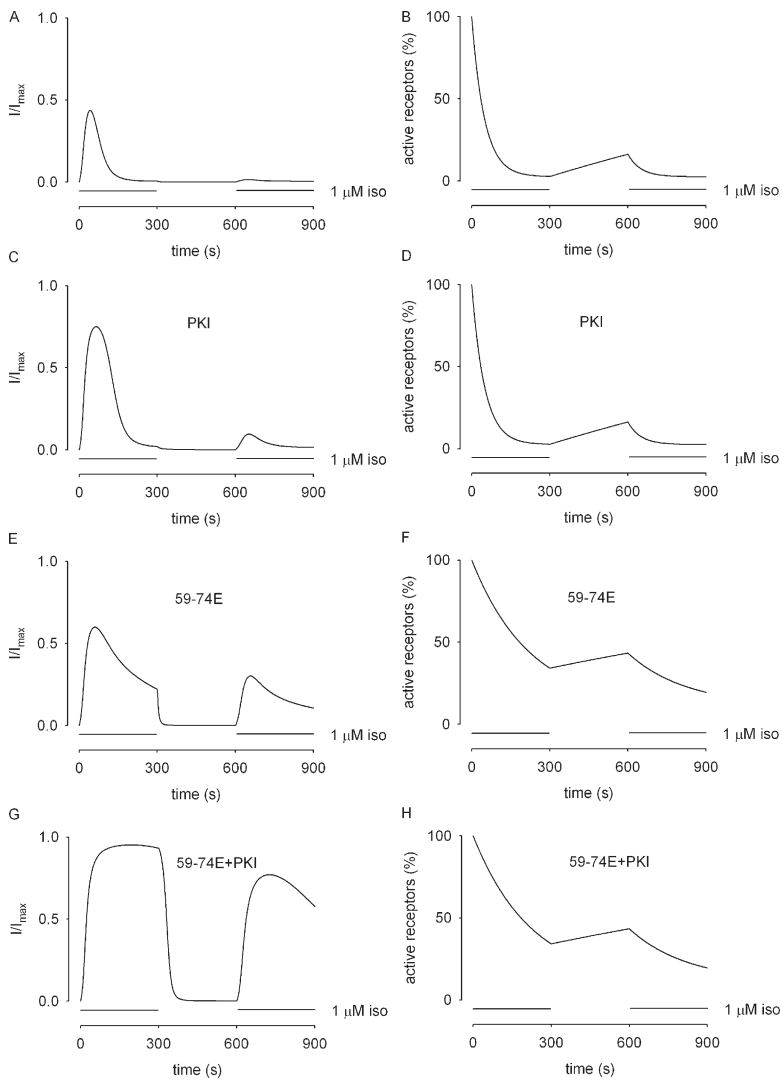 A
1.0
0.5
0.0
I/Imax
1 μM iso
0 300 600 900
time (s)
B
100
50
0
active receptors (%)
1 μM iso
0 300 600 900
time (s)
C
1.0
0.5
0.0
I/Imax
PKI
1 μM iso
0 300 600 900
time (s)
D
100
50
0
active receptors (%)
PKI
1 μM iso
0 300 600 900
time (s)
E
1.0
0.5
0.0
I/Imax
59-74E
1 μM iso
0 300 600 900
time (s)
F
100
50
0
active receptors (%)
59-74E
1 μM iso
0 300 600 900
time (s)
G
1.0
0.5
0.0
I/Imax
59-74E+PKI
1 μM iso
0 300 600 900
time (s)
H
100
50
0
active receptors (%)
59-74E+PKI
1 μM iso
0 300 600 900
time (s)